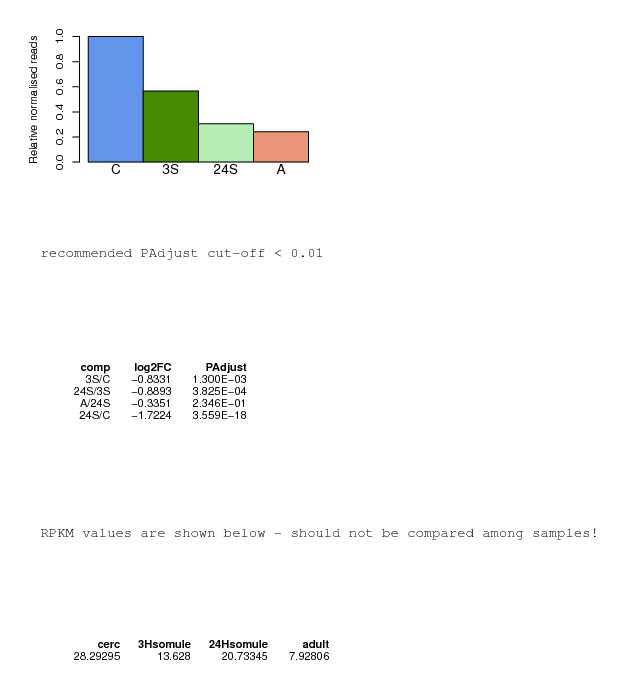 Relative normalised reads
1.0
0.8
0.6
0.4
0.2
0.0
C 3S 24S A
recommended PAdjust cut-off < 0.01
comp log2FC PAdjust
3S/C −0.8331 1.300E−03
24S/3S −0.8893 3.825E−04
A/24S −0.3351 2.346E−01
24S/C −1.7224 3.559E−18
RPKM values are shown below - should not be compared among samples!
cerc 3Hsomule 24Hsomule adult
28.29295 13.628 20.73345 7.92806